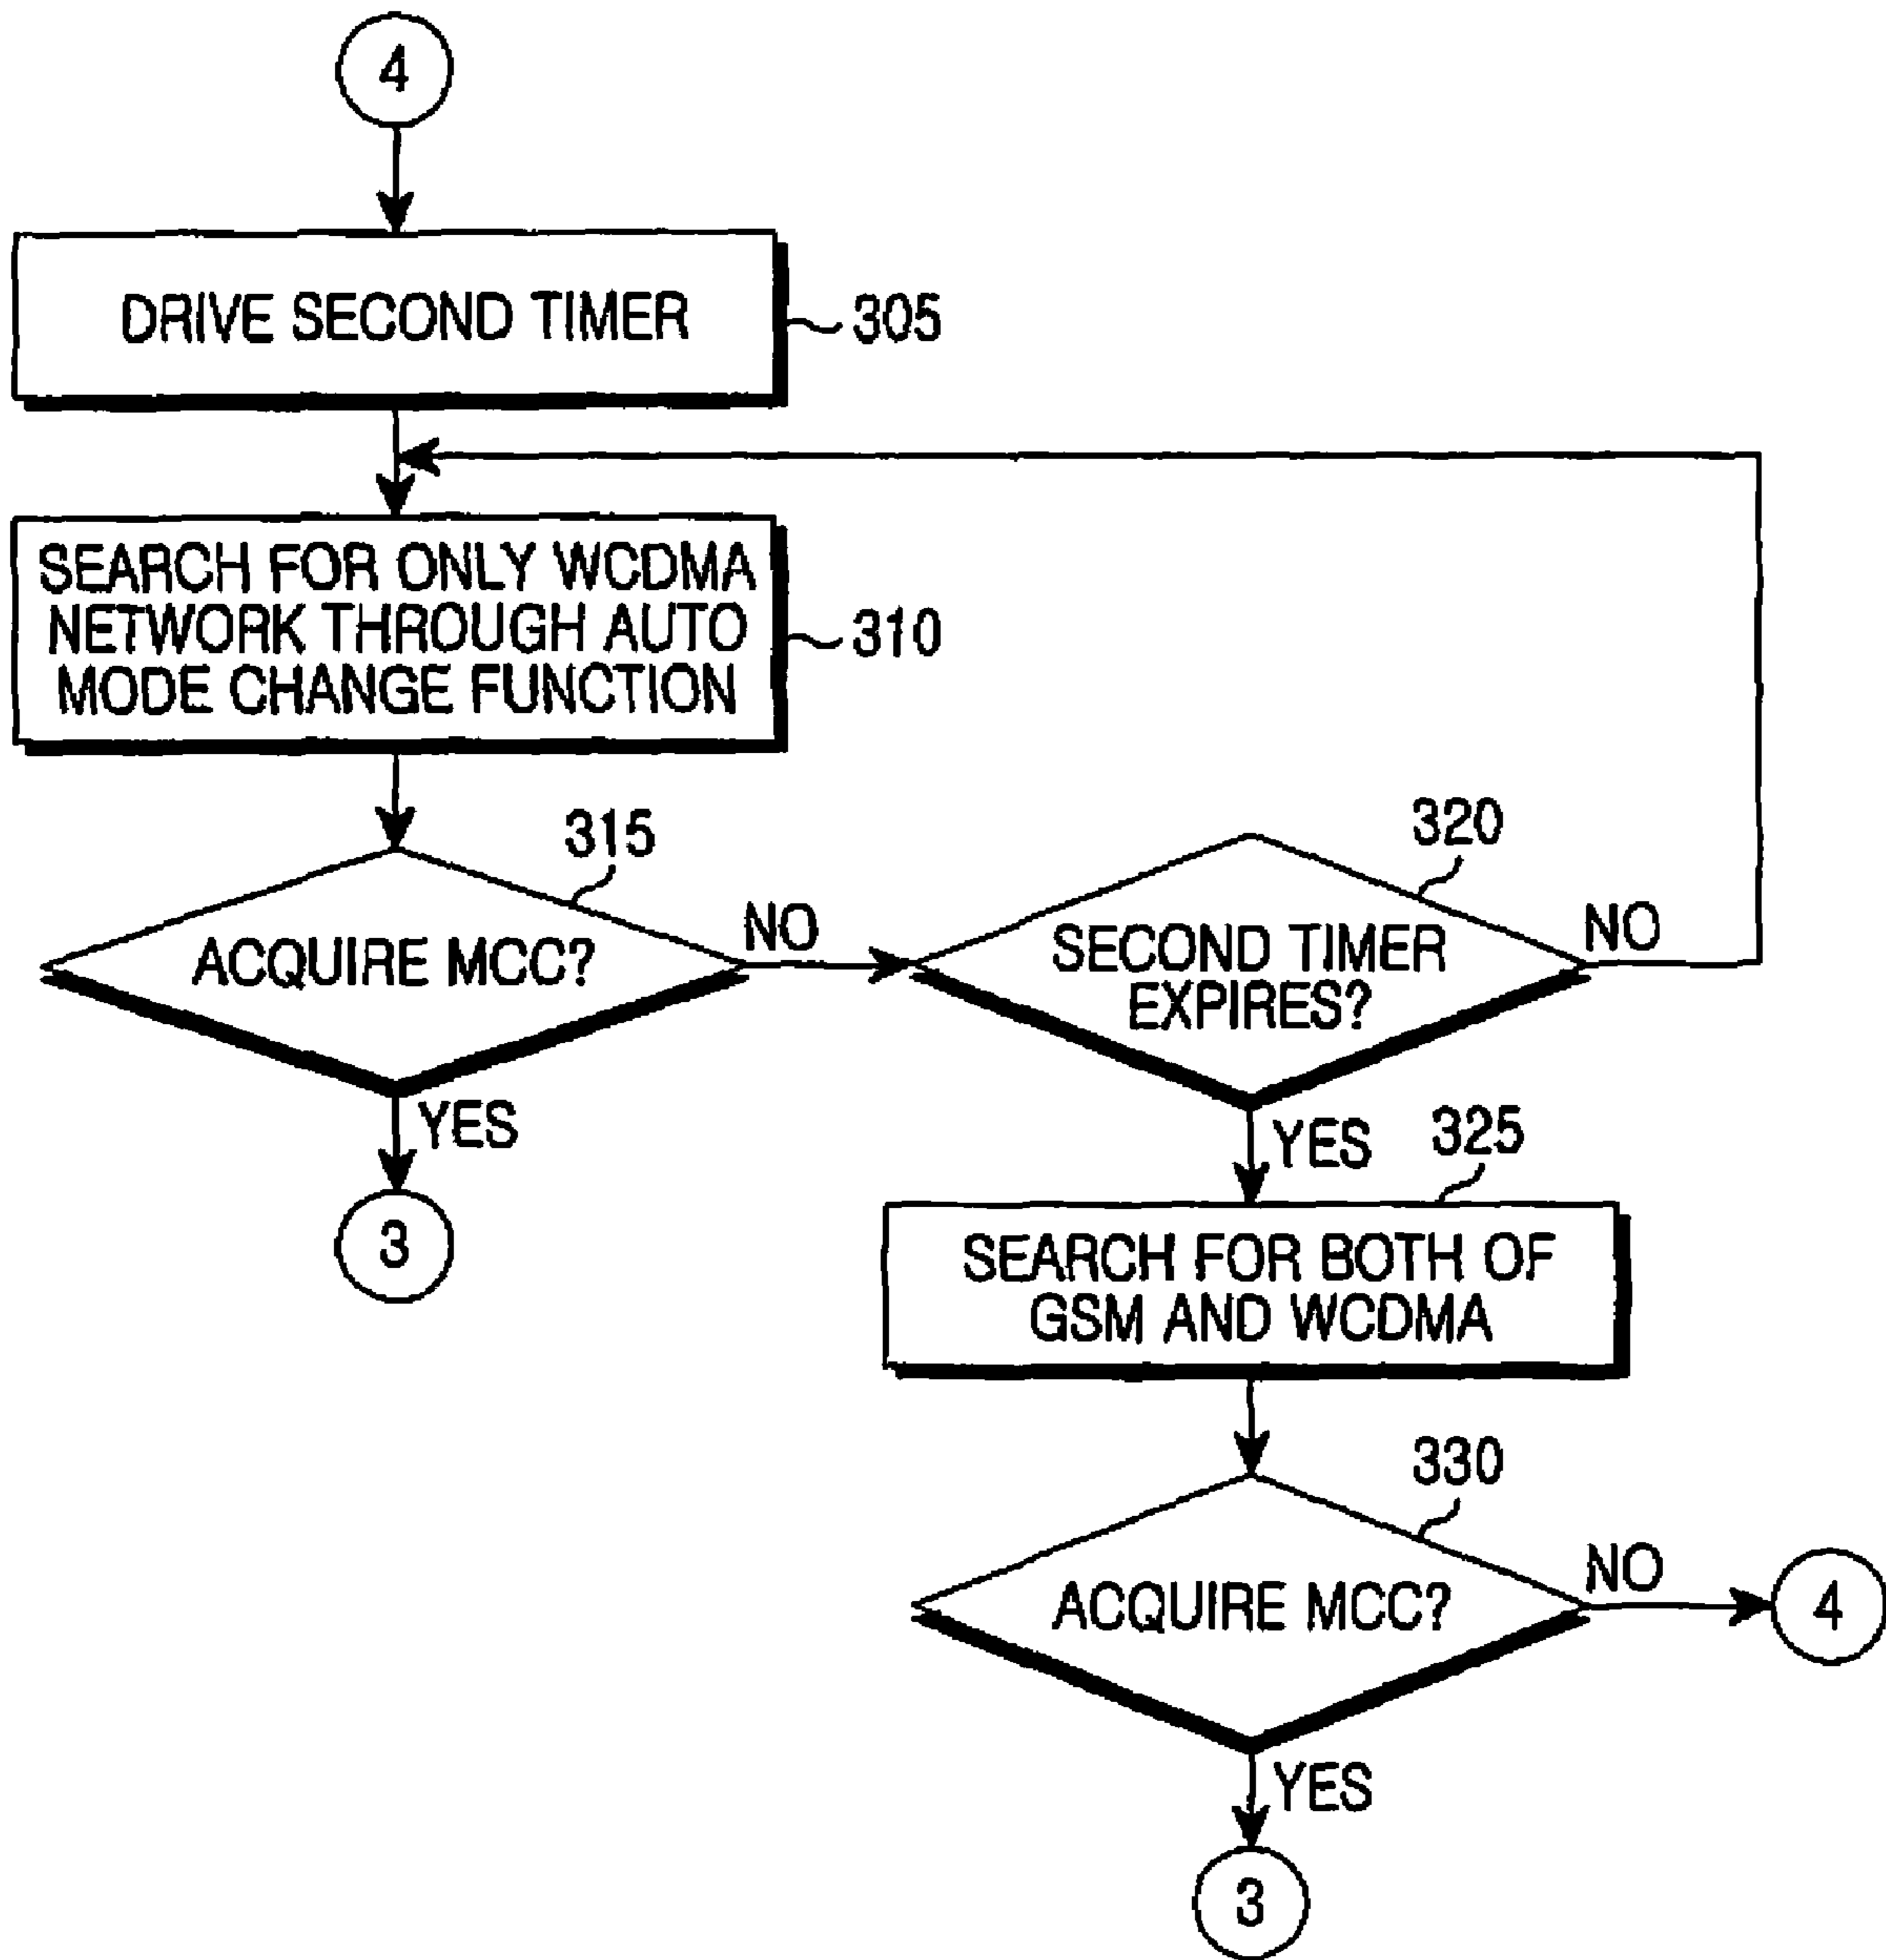 4
DRIVE SECOND TIMER
305
SEARCH FOR ONLY WCDMA
NETWORK THROUGH AUTO
MODE CHANGE FUNCTION
310
315
ACQUIRE MCC?
NO
YES
3
320
SECOND TIMER
EXPIRES?
NO
YES
325
SEARCH FOR BOTH OF
GSM AND WCDMA
330
ACQUIRE MCC?
NO
4
YES
3